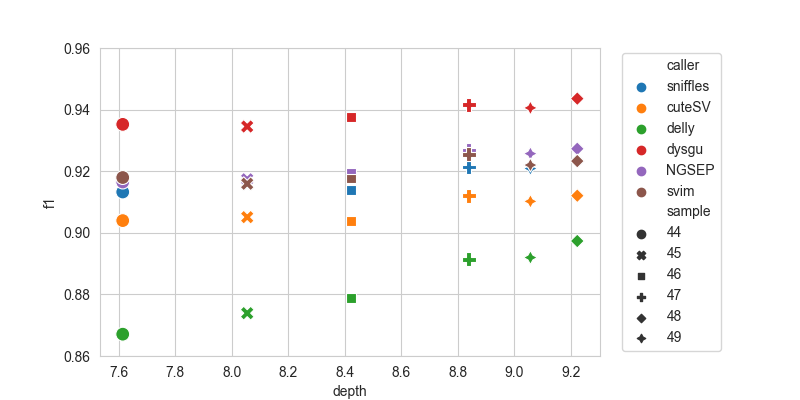 0.96
0.94
0.92
0.90
0.88
0.86
f1
7.6 7.8 8.0 8.2 8.4 8.6 8.8 9.0 9.2
depth
caller
sniffles
cuteSV
delly
dysgu
NGSEP
svim
sample
44
45
46
47
48
49